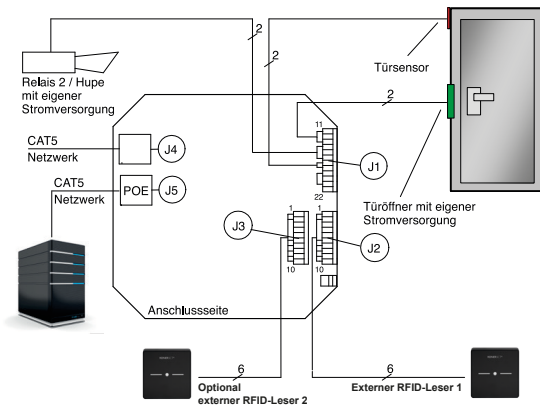 2
2
Türsensor
Relais 2 / Hupe
mit eigener
Stromversorgung
2
11
CAT5
Netzwerk
J4
J1
CAT5
Netzwerk
POE
J5
22
Türöffner mit eigener
Stromversorgung
1
1
J3
J2
10
10
Anschlussseite
6
6
Optional
externer RFID-Leser 2
Externer RFID-Leser 1